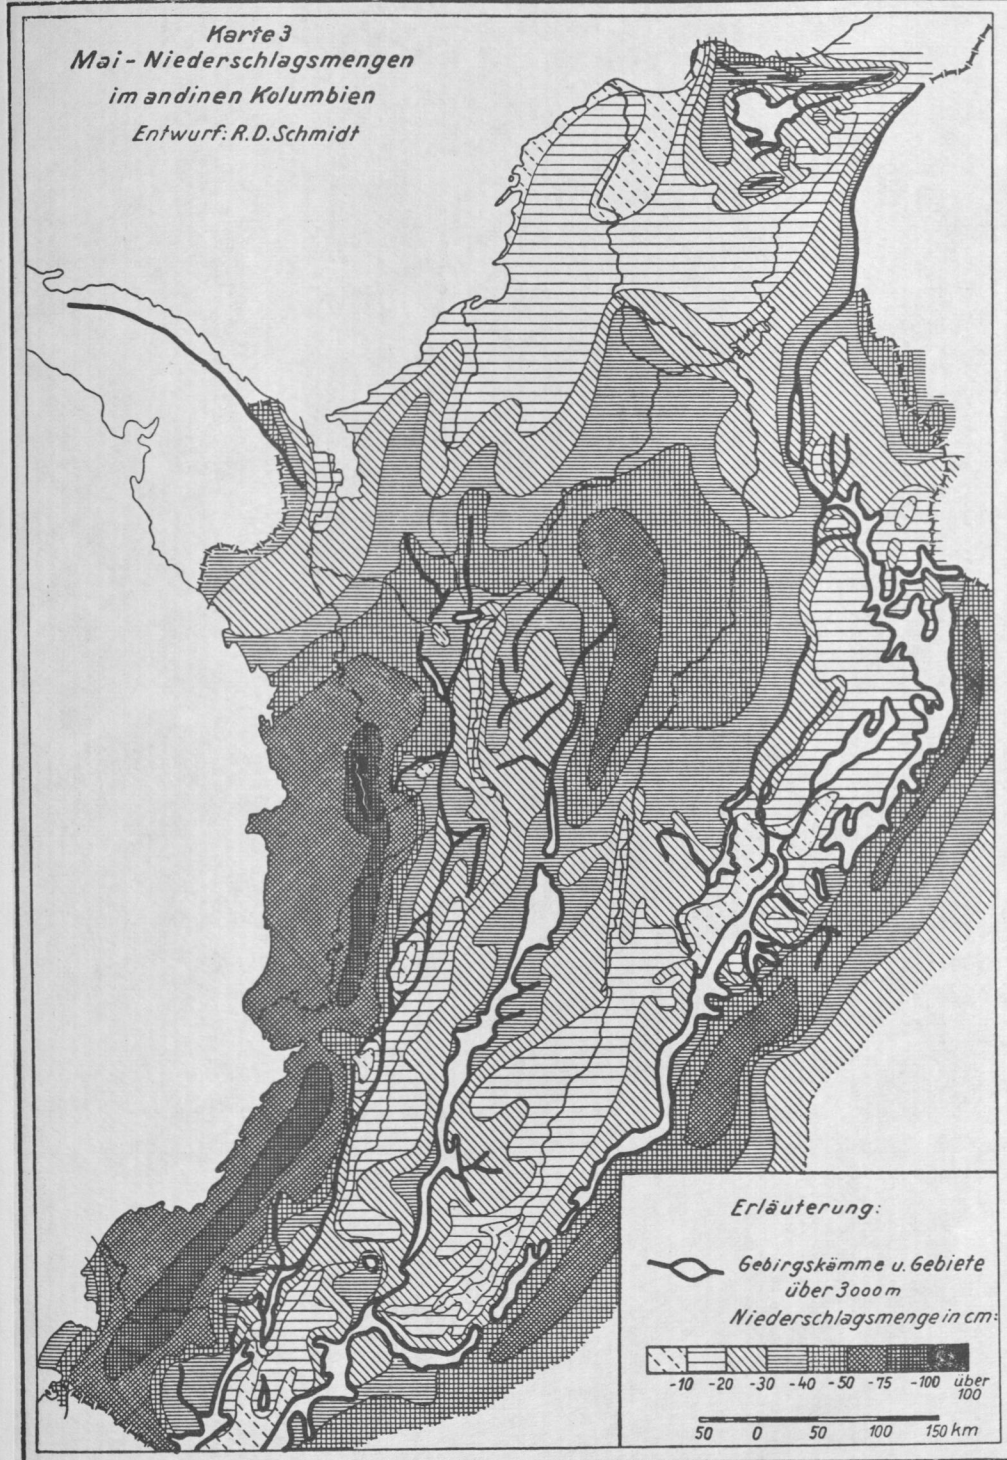 Karte 3
Mai - Niederschlagsmengen
im andinen Kolumbien
Entwurf: R.D. Schmidt
Erläuterung:
Gebirgskämme u. Gebiete
über 3000m
Niederschlagsmenge in cm:
-10 -20 -30 -40 -50 -75 -100 über
100
50 0 50 100 150 km